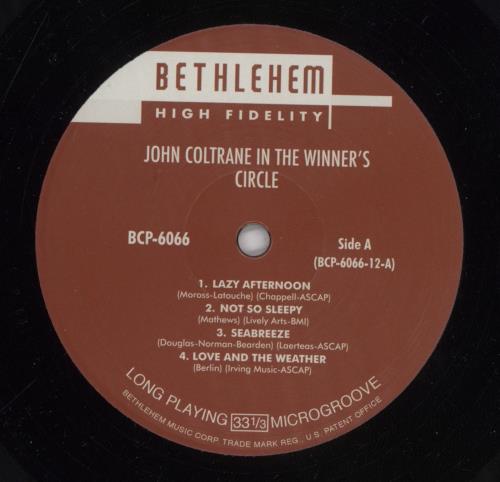 BETHLEHEM
HIGH FIDELITY
JOHN COLTRANE IN THE WINNER'S
CIRCLE
BCP-6066
Side A
(BCP-6066-12-A)
1. LAZY AFTERNOON
(Moross-Latouche) (Chappell-ASCAP)
2. NOT SO SLEEPY
(Mathews) (Lively Arts-BMI)
3. SEABREEZE
(Douglas-Norman-Bearden) (Laerteas-ASCAP)
4. LOVE AND THE WEATHER
(Berlin) (Irving Music-ASCAP)
LONG PLAYING 33 1/3 MICROGROOVE
BETHLEHEM MUSIC CORP. TRADE MARK REG., U.S. PATENT OFFICE